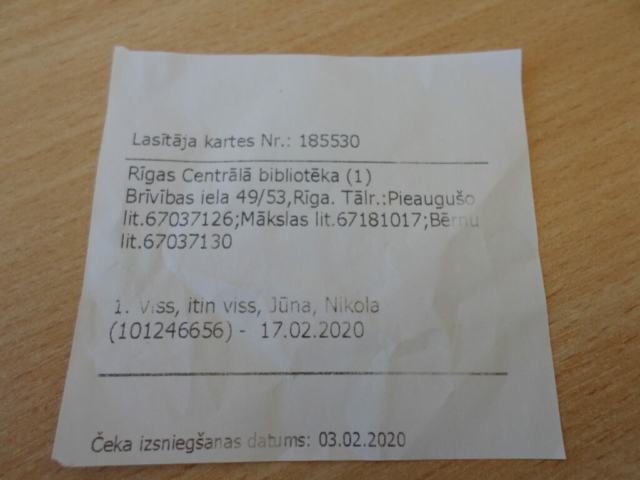 Lasītāja kartes Nr.: 185530
Rīgas Centrālā bibliotēka (1)
Brīvības iela 49/53,Rīga. Tālr.:Pieaugušo
lit.67037126;Mākslas lit.67181017;Bērnu
lit.67037130
1. Viss, itin viss, Jūna, Nikola
(101246656) - 17.02.2020
Čeka izsniegšanas datums: 03.02.2020